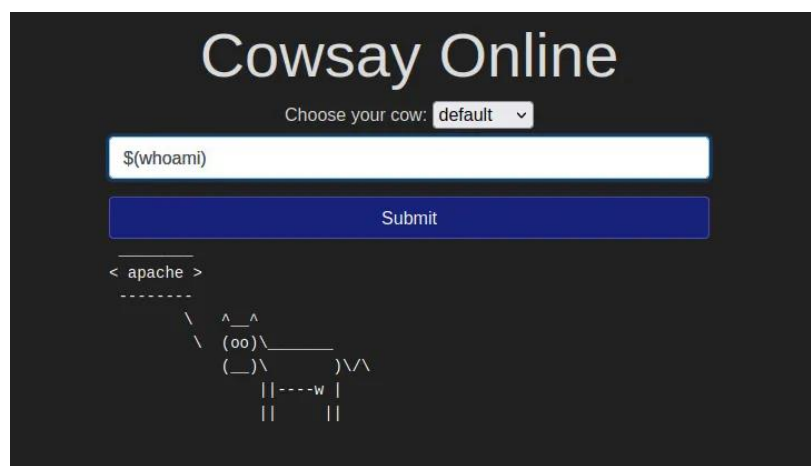 Cowsay Online
Choose your cow: default
$(whoami)
Submit
 ________
< apache >
 --------
        \   ^__^
         \  (oo)\_______
            (__)\       )\/\
                ||----w |
                ||     ||